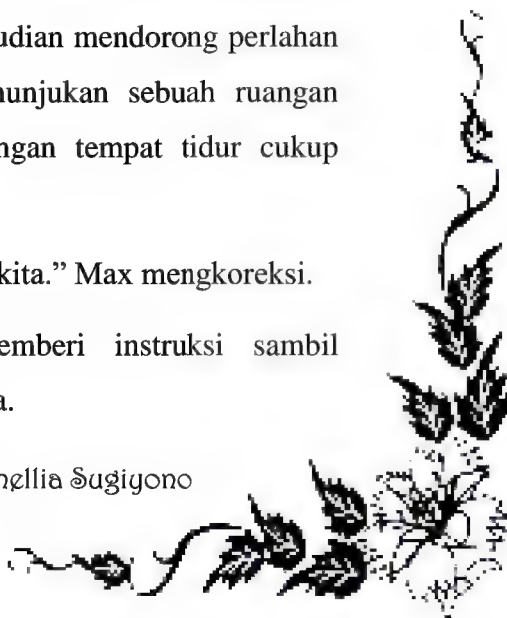 udian mendorong perlahan
nunjukan sebuah ruangan
ngan tempat tidur cukup
kita.” Max mengkoreksi.
emberi instruksi sambil
a.
nellia Sugiyono